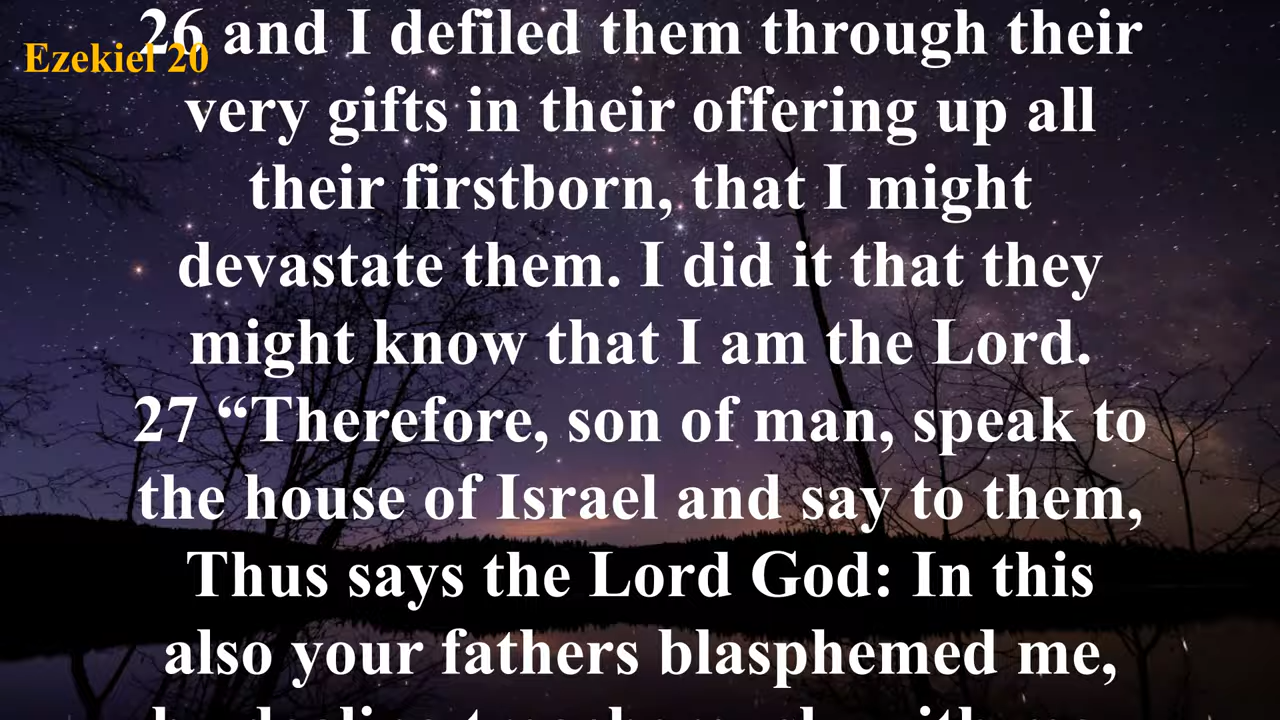 Ezekiel 20
26 and I defiled them through their
very gifts in their offering up all
their firstborn, that I might
devastate them. I did it that they
might know that I am the Lord.
27 “Therefore, son of man, speak to
the house of Israel and say to them,
Thus says the Lord God: In this
also your fathers blasphemed me,